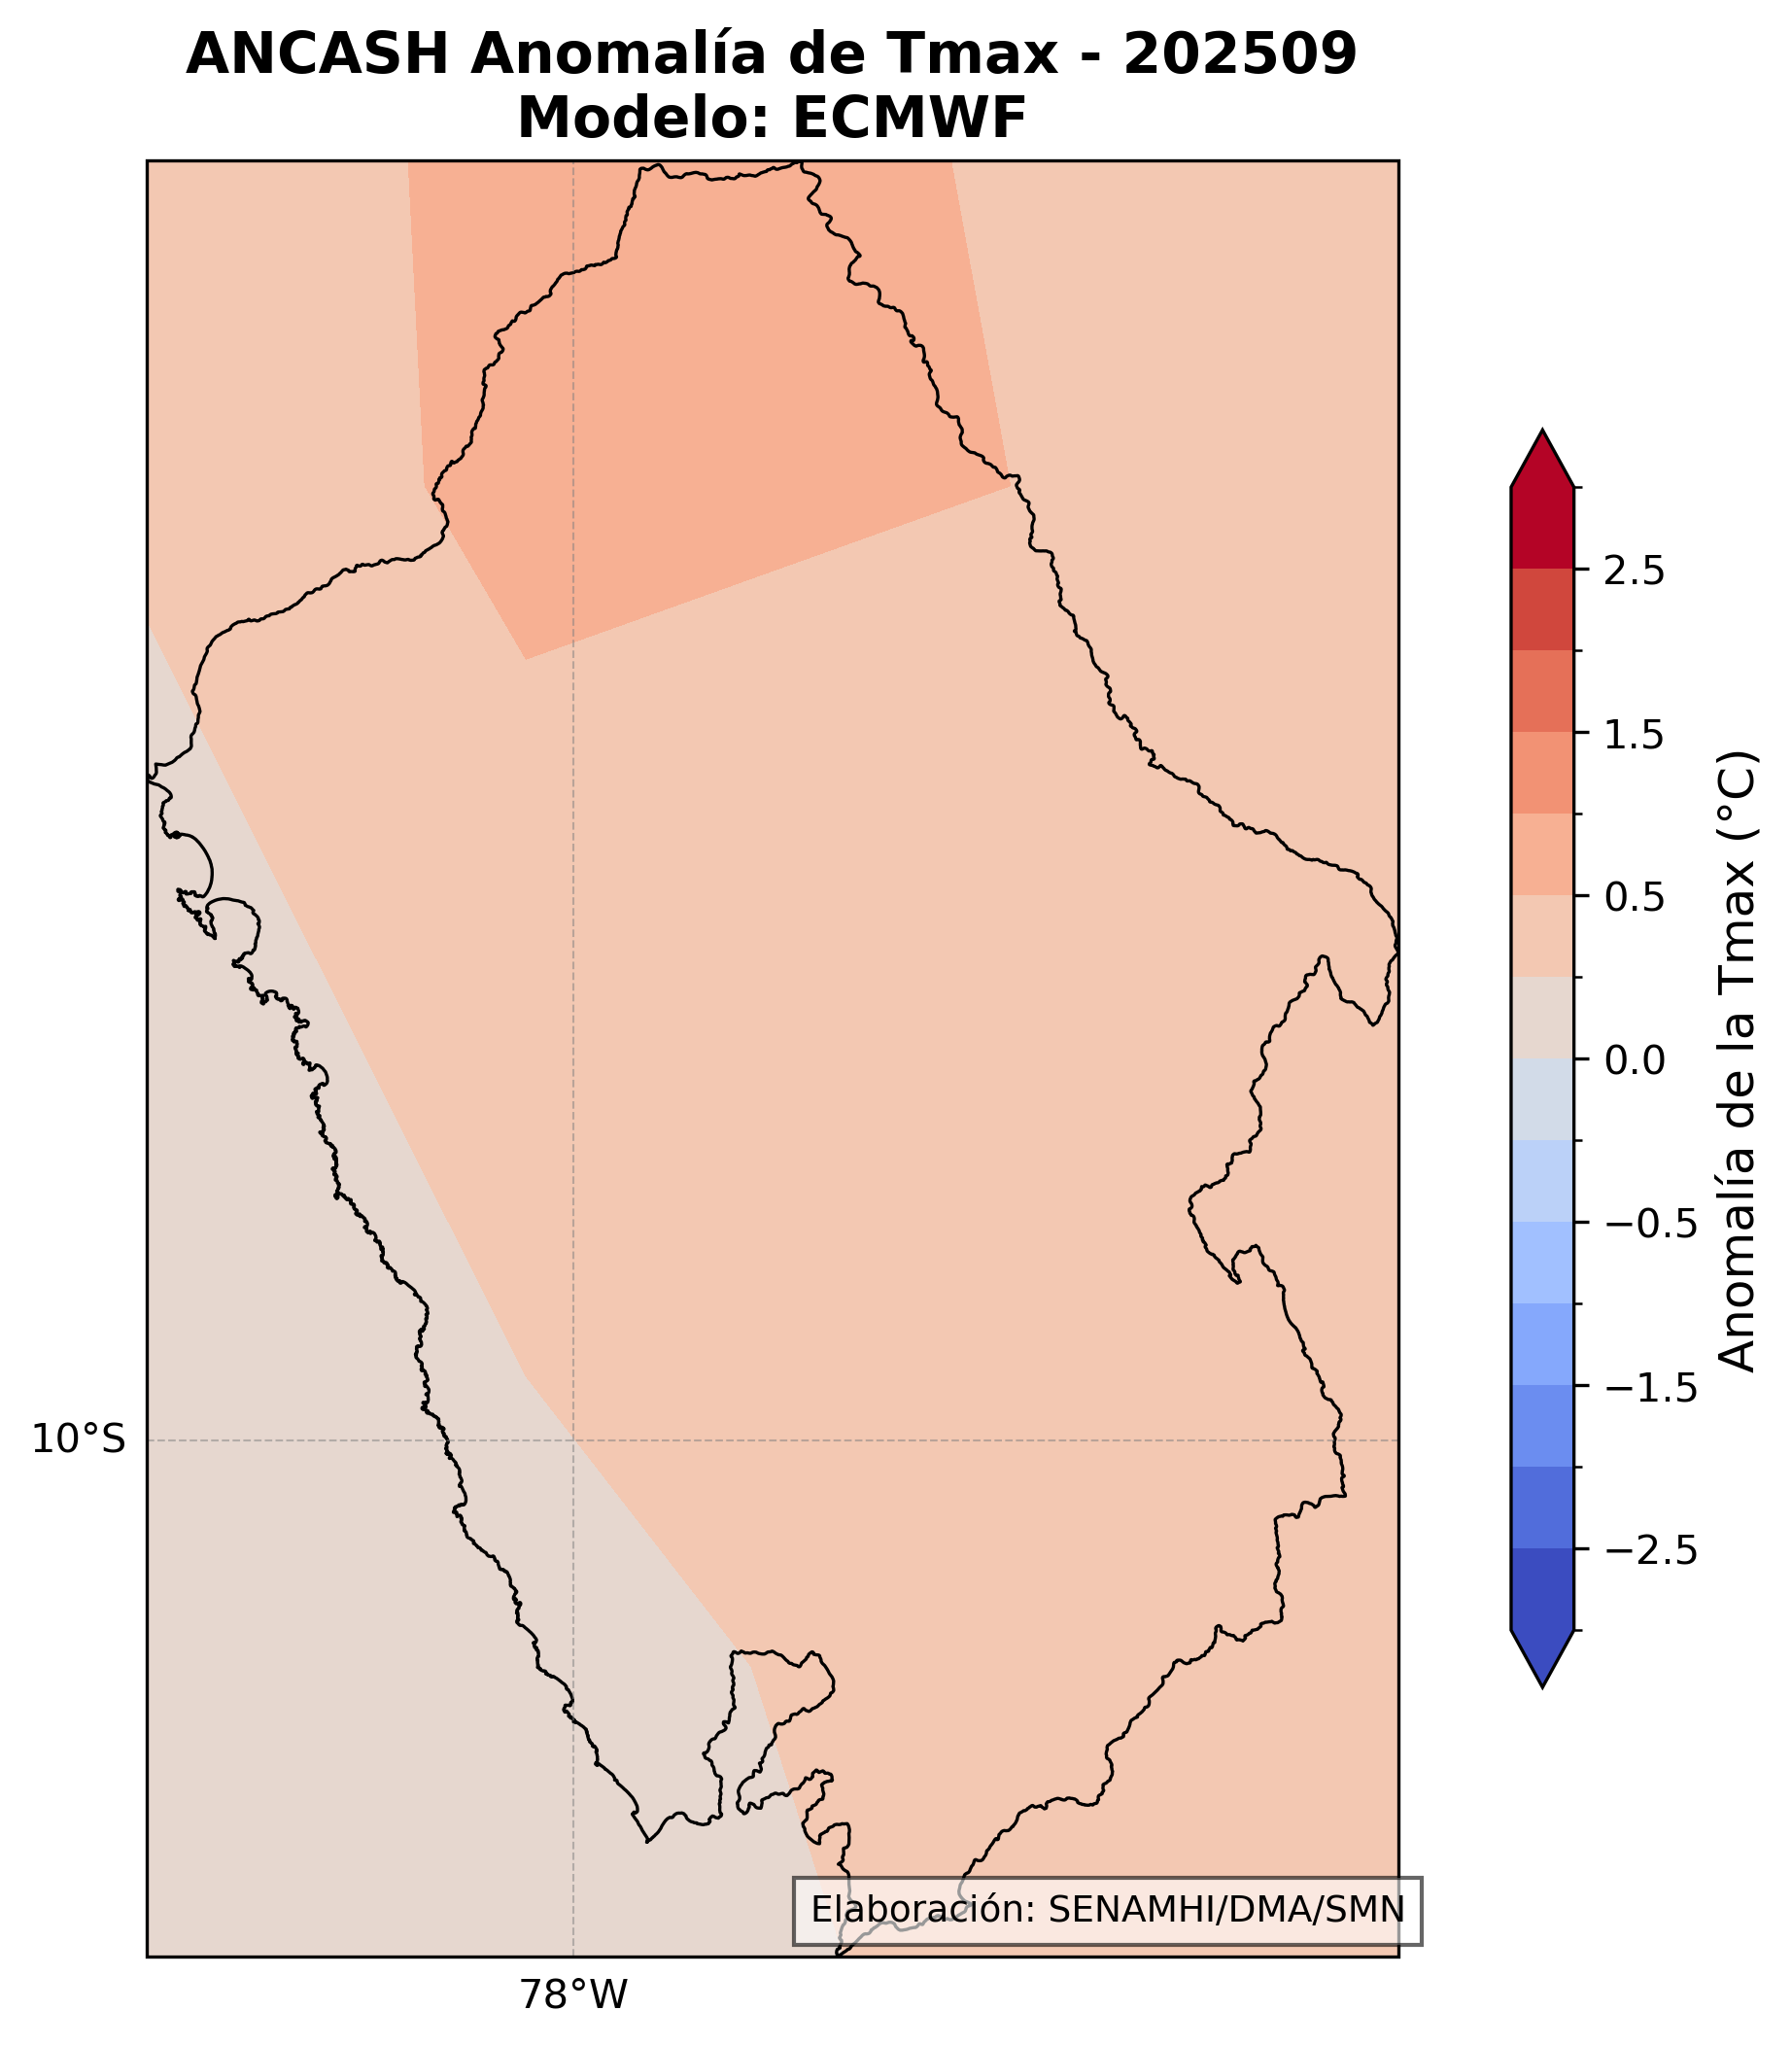 ANCASH Anomalía de Tmax - 202509
Modelo: ECMWF
2.5
1.5
0.5
0.0
−0.5
−1.5
−2.5
Anomalía de la Tmax (°C)
10°S
78°W
Elaboración: SENAMHI/DMA/SMN